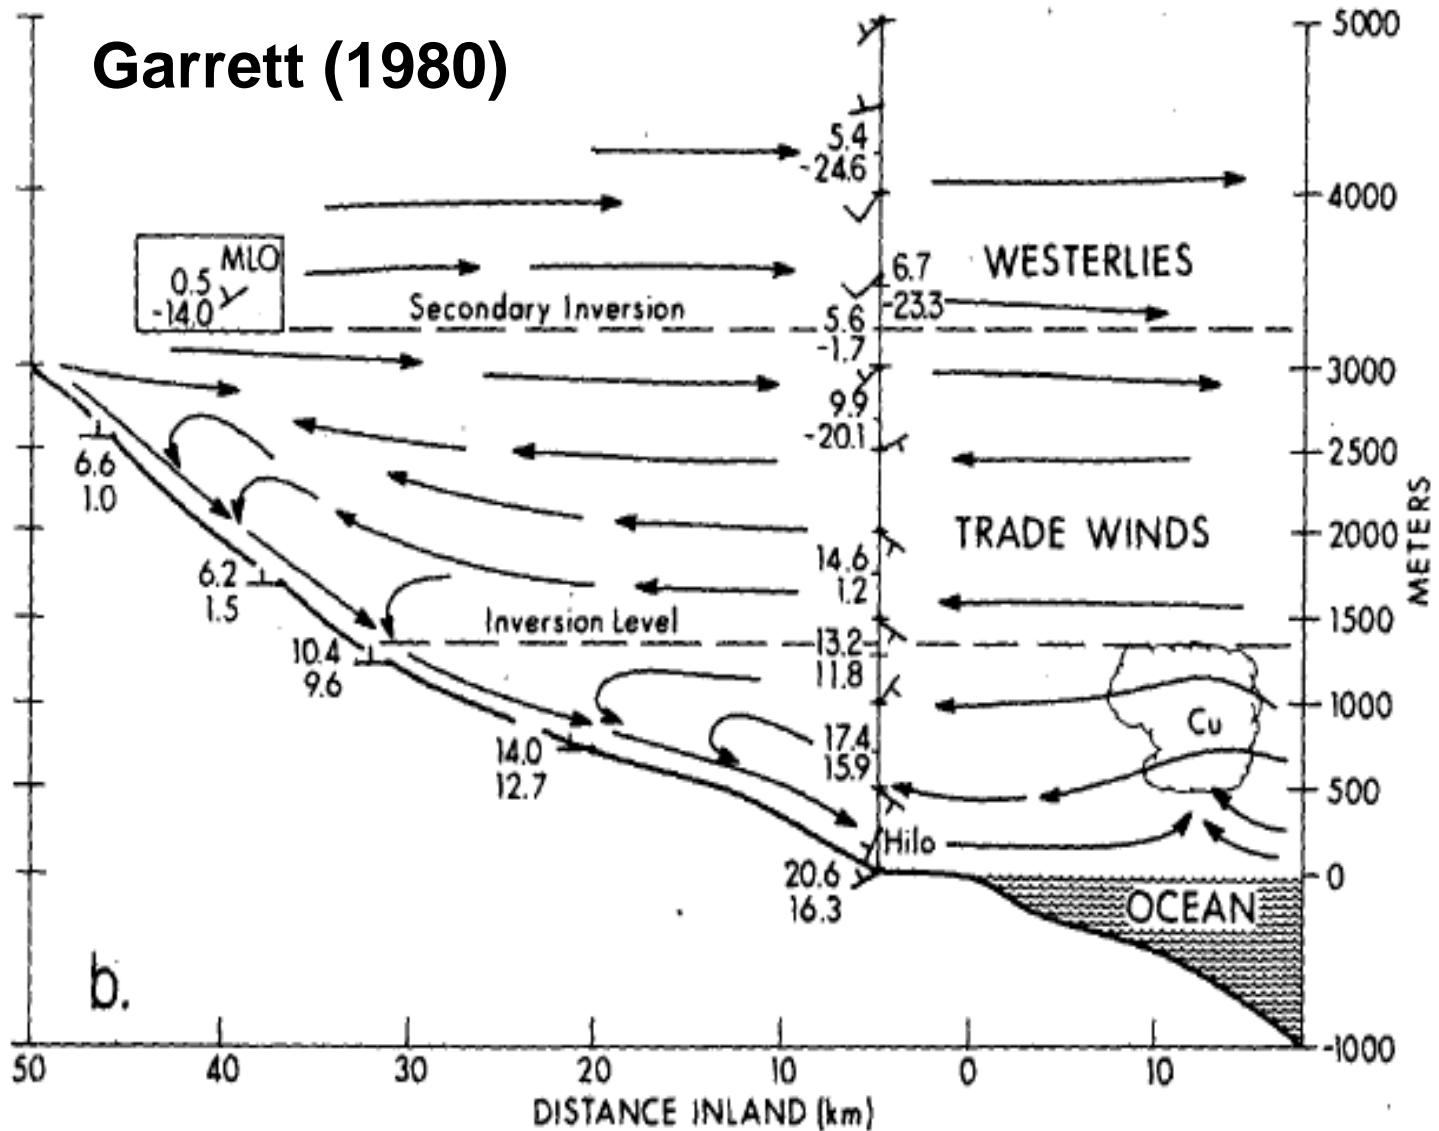 Garrett (1980)
5000
5.4
-24.6
4000
MLO
0.5
-14.0
WESTERLIES
6.7
-23.3
Secondary Inversion
5.6
-1.7
3000
9.9
-20.1
2500
6.6
1.0
METERS
TRADE WINDS
2000
14.6
1.2
6.2
1.5
1500
Inversion Level
13.2
11.8
10.4
9.6
1000
Cu
17.4
15.9
14.0
12.7
500
Hilo
0
20.6
16.3
OCEAN
b.
-1000
50 40 30 20 10 0 10
DISTANCE INLAND (km)